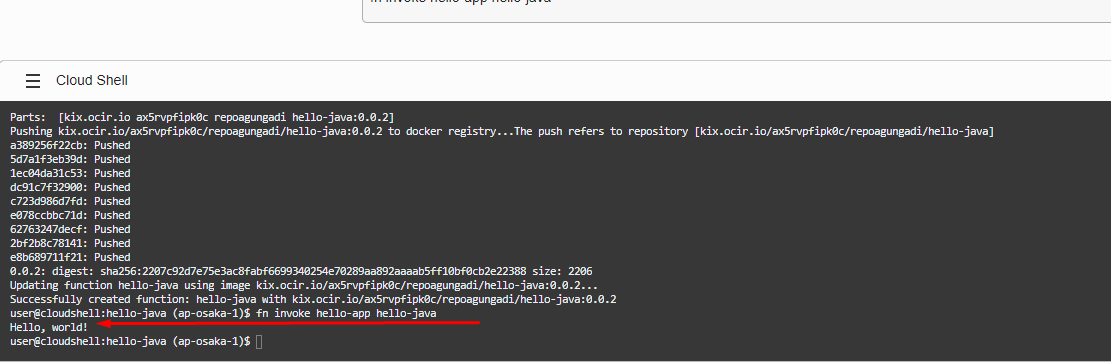 fn invoke hello-app hello-java
Cloud Shell
Parts:  [kix.ocir.io ax5rvpfipk0c repoagungadi hello-java:0.0.2]
Pushing kix.ocir.io/ax5rvpfipk0c/repoagungadi/hello-java:0.0.2 to docker registry...The push refers to repository [kix.ocir.io/ax5rvpfipk0c/repoagungadi/hello-java]
a389256f22cb: Pushed
5d7a1f3eb39d: Pushed
1ec04da31c53: Pushed
dc91c7f32900: Pushed
c723d986d7fd: Pushed
e078ccbbc71d: Pushed
62763247decf: Pushed
2bf2b8c78141: Pushed
e8b689711f21: Pushed
0.0.2: digest: sha256:2207c92d7e75e3ac8fabf6699340254e70289aa892aaaab5ff10bf0cb2e22388 size: 2206
Updating function hello-java using image kix.ocir.io/ax5rvpfipk0c/repoagungadi/hello-java:0.0.2...
Successfully created function: hello-java with kix.ocir.io/ax5rvpfipk0c/repoagungadi/hello-java:0.0.2
user@cloudshell:hello-java (ap-osaka-1)$ fn invoke hello-app hello-java
Hello, world!
user@cloudshell:hello-java (ap-osaka-1)$